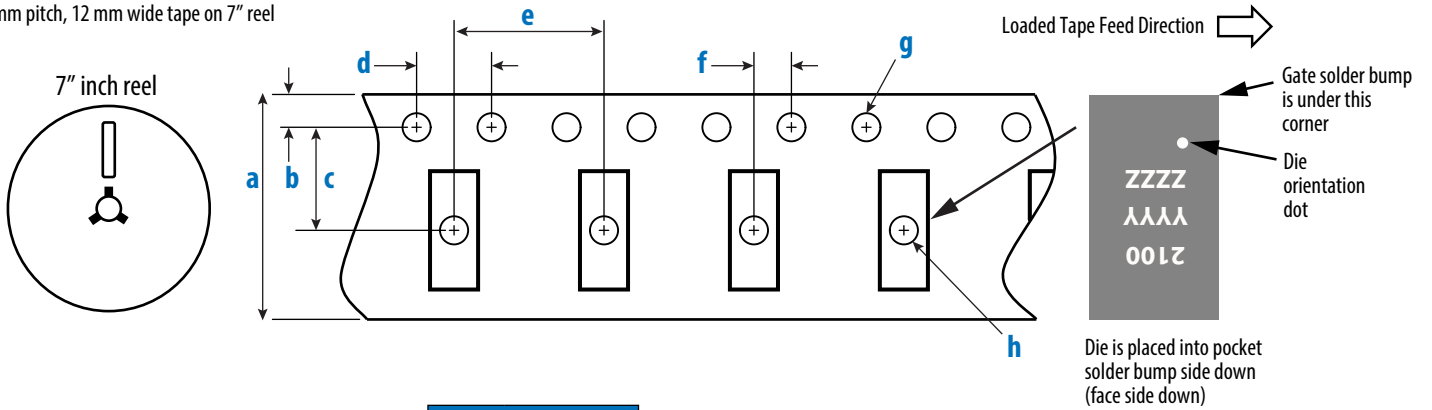 mm pitch, 12 mm wide tape on 7” reel
7” inch reel
Loaded Tape Feed Direction
a
b
c
d
e
f
g
h
Gate solder bump
is under this
corner
Die
orientation
dot
2100
YYYY
ZZZZ
Die is placed into pocket
solder bump side down
(face side down)